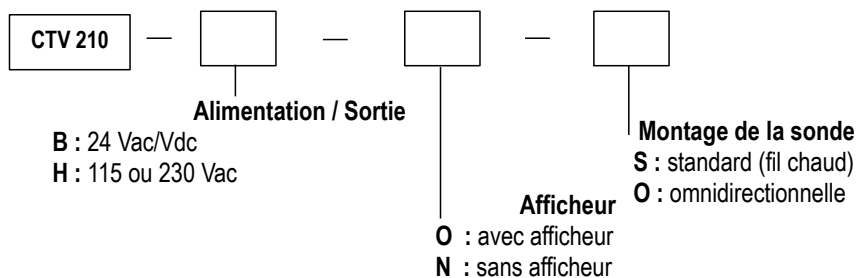 CTV 210 — — —
Alimentation / Sortie
B : 24 Vac/Vdc
H : 115 ou 230 Vac
Afficheur
O : avec afficheur
N : sans afficheur
Montage de la sonde
S : standard (fil chaud)
O : omnidirectionnelle